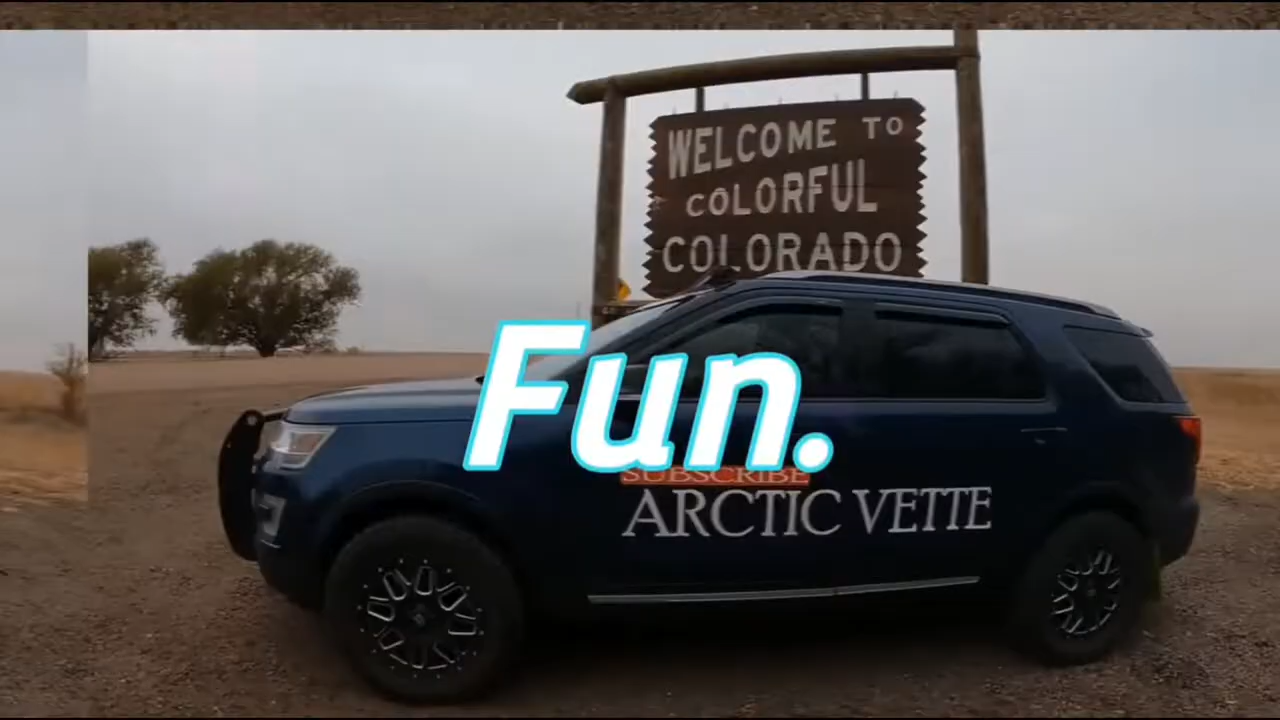 WELCOME TO
COLORFUL
COLORADO
Fun.
SUBSCRIBE
ARCTIC VETTE